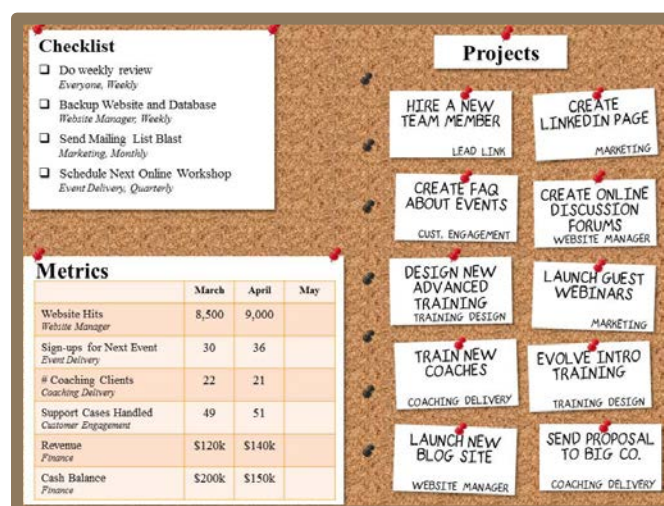 Checklist
Do weekly review
Everyone, Weekly
Backup Website and Database
Website Manager, Weekly
Send Mailing List Blast
Marketing, Monthly
Schedule Next Online Workshop
Event Delivery, Quarterly
Metrics
March April May
Website Hits 8,500 9,000
Website Manager
Sign-ups for Next Event 30 36
Event Delivery
# Coaching Clients 22 21
Coaching Delivery
Support Cases Handled 49 51
Customer Engagement
Revenue $120k $140k
Finance
Cash Balance $200k $150k
Finance
Projects
HIRE A NEW
TEAM MEMBER
LEAD LINK
CREATE
LINKEDIN PAGE
MARKETING
CREATE FAQ
ABOUT EVENTS
CUST. ENGAGEMENT
CREATE ONLINE
DISCUSSION
FORUMS
WEBSITE MANAGER
DESIGN NEW
ADVANCED
TRAINING
TRAINING DESIGN
LAUNCH GUEST
WEBINARS
MARKETING
TRAIN NEW
COACHES
COACHING DELIVERY
EVOLVE INTRO
TRAINING
TRAINING DESIGN
LAUNCH NEW
BLOG SITE
WEBSITE MANAGER
SEND PROPOSAL
TO BIG CO.
COACHING DELIVERY